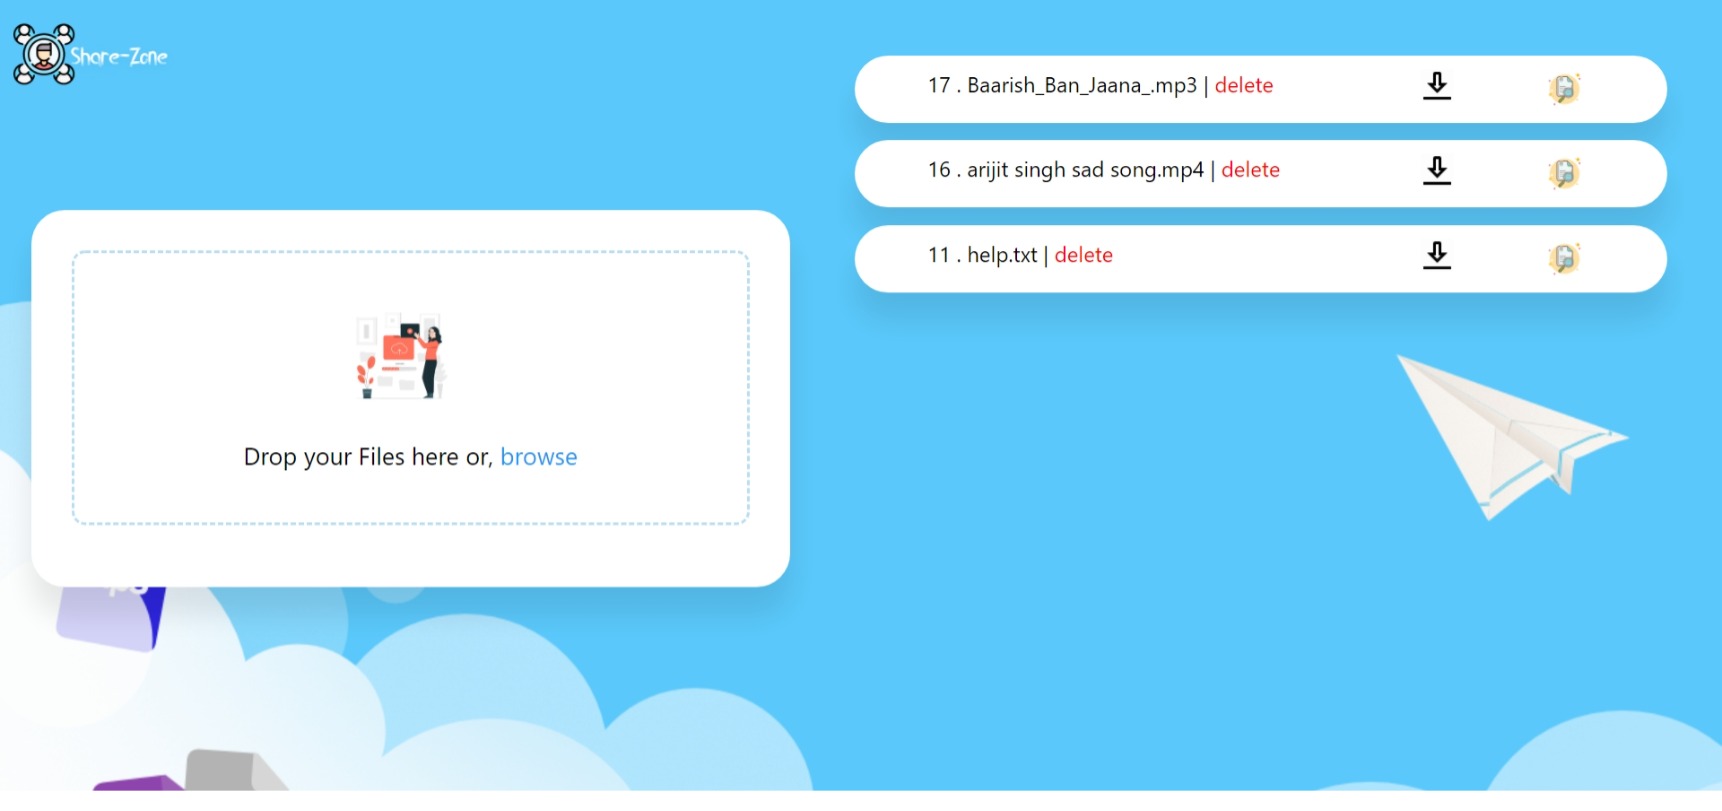 Share-Zone
17 . Baarish_Ban_Jaana_.mp3 | delete
16 . arijit singh sad song.mp4 | delete
11 . help.txt | delete
Drop your Files here or, browse